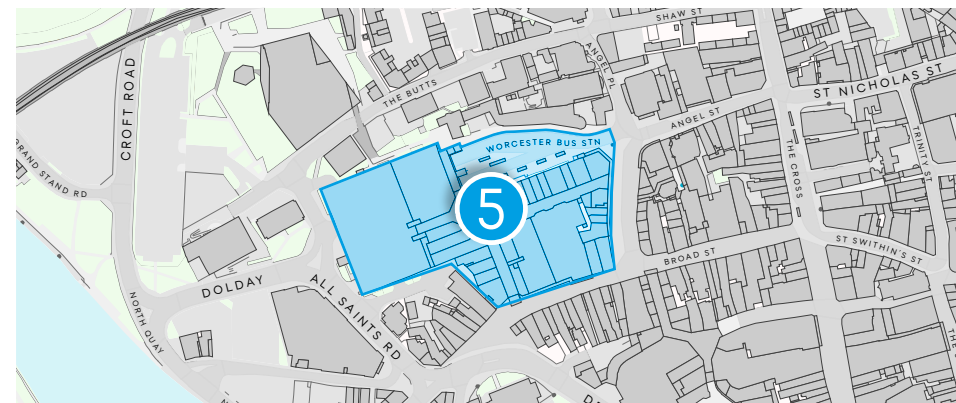 SHAW ST
ANGEL PL
THE BUTTS
CROFT ROAD
ST NICHOLAS ST
ANGEL ST
WORCESTER BUS STN
TRINITY ST
GRAND STAND RD
THE CROSS
5
ST SWITHIN'S ST
BROAD ST
DOLDAY
ALL SAINTS RD
NORTH QUAY
THE